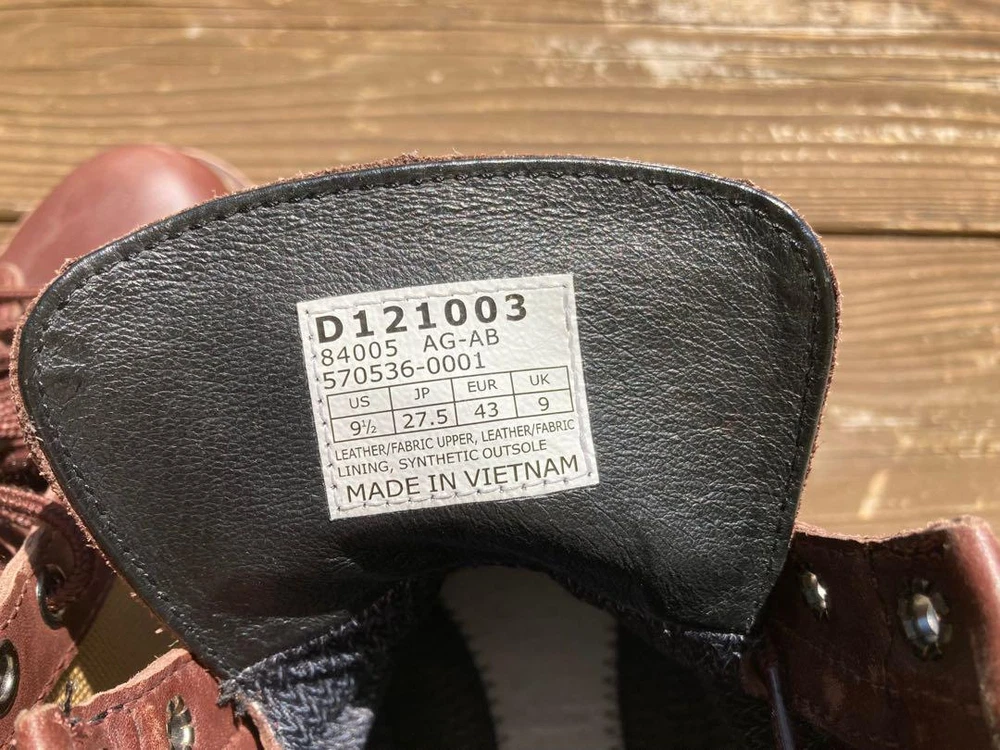 D121003
84005 AG-AB
570536-0001
US JP EUR UK
9½ 27.5 43 9
LEATHER/FABRIC UPPER, LEATHER/FABRIC
LINING, SYNTHETIC OUTSOLE
MADE IN VIETNAM